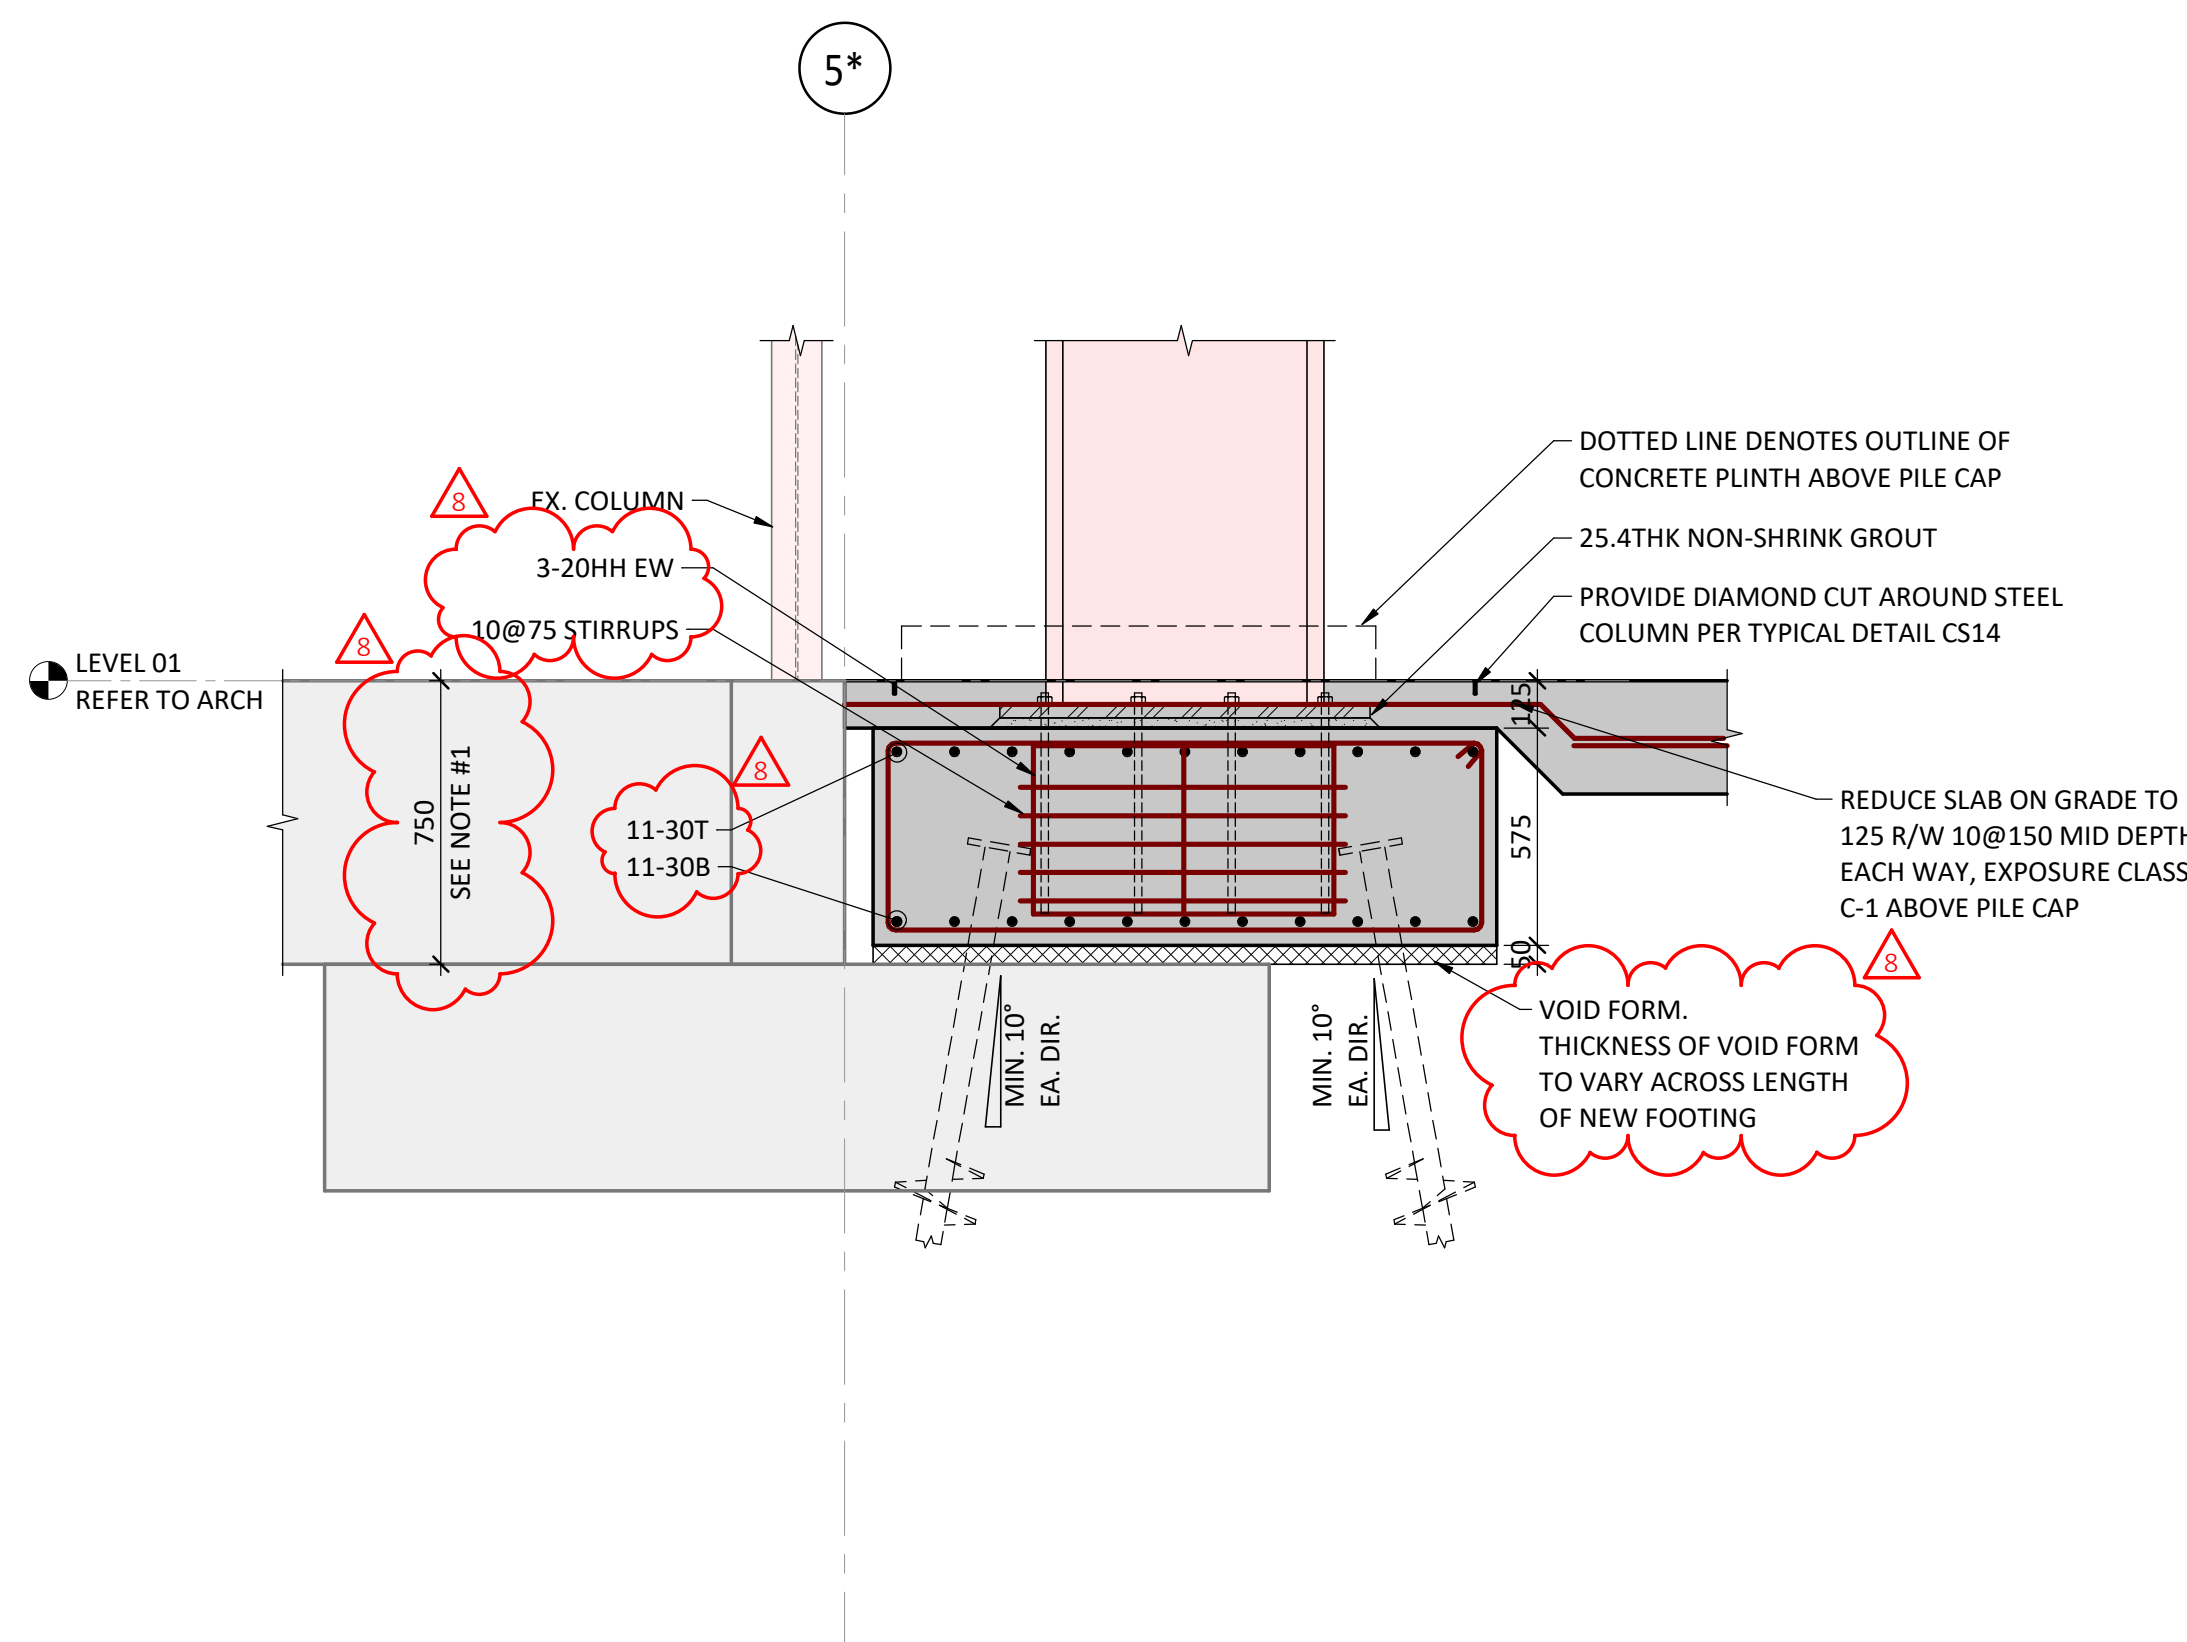 5*
DOTTED LINE DENOTES OUTLINE OF
CONCRETE PLINTH ABOVE PILE CAP
25.4THK NON-SHRINK GROUT
PROVIDE DIAMOND CUT AROUND STEEL
COLUMN PER TYPICAL DETAIL CS14
8
EX. COLUMN
3-20HH EW
10@75 STIRRUPS
8
LEVEL 01
REFER TO ARCH
750
SEE NOTE #1
8
11-30T
11-30B
125
575
50
REDUCE SLAB ON GRADE TO
125 R/W 10@150 MID DEPTH
EACH WAY, EXPOSURE CLASS
C-1 ABOVE PILE CAP
8
VOID FORM.
THICKNESS OF VOID FORM
TO VARY ACROSS LENGTH
OF NEW FOOTING
MIN. 10°
EA. DIR.
MIN. 10°
EA. DIR.